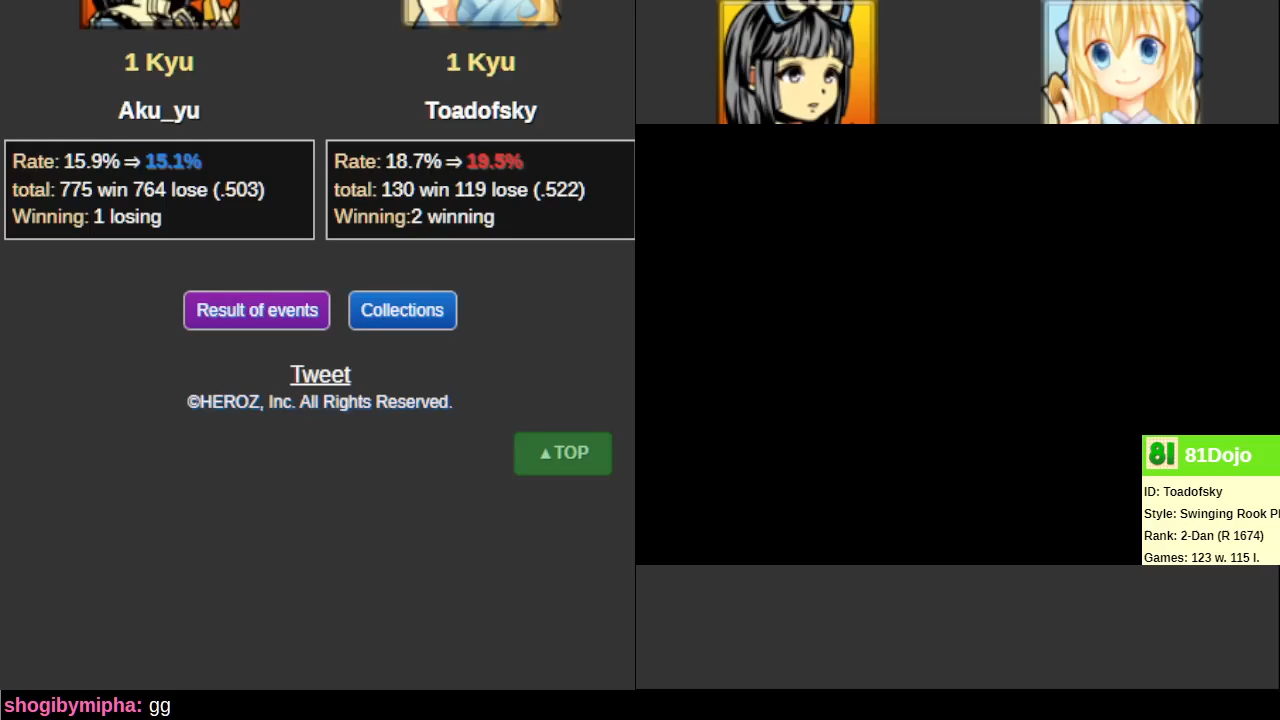 1 Kyu
Aku_yu
Rate: 15.9% ⇒ 15.1%
total: 775 win 764 lose (.503)
Winning: 1 losing
1 Kyu
Toadofsky
Rate: 18.7% ⇒ 19.5%
total: 130 win 119 lose (.522)
Winning:2 winning
Result of events
Collections
Tweet
©HEROZ, Inc. All Rights Reserved.
▲TOP
81 81Dojo
ID: Toadofsky
Style: Swinging Rook Pl
Rank: 2-Dan (R 1674)
Games: 123 w. 115 l.
shogibymipha: gg